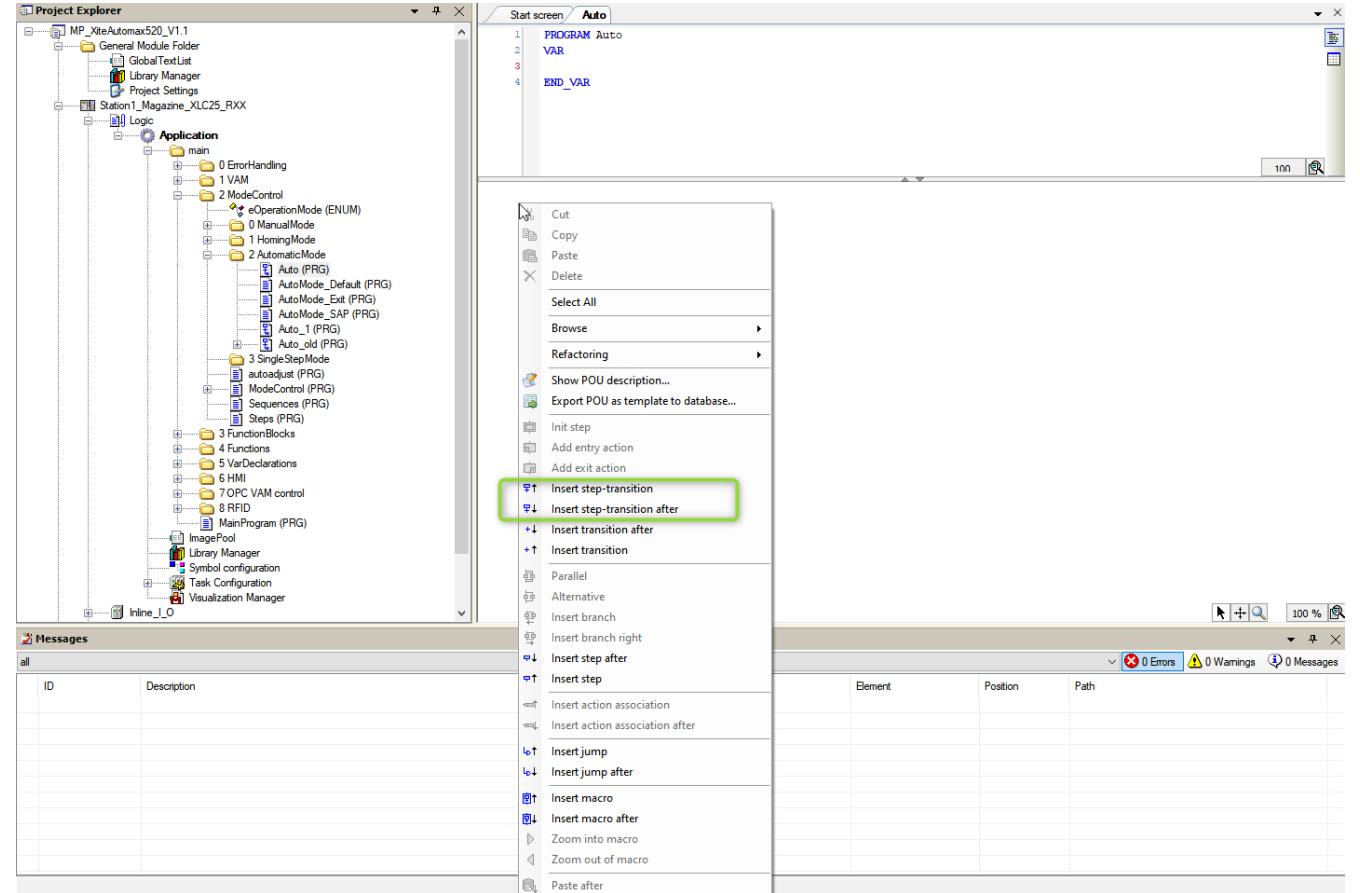 Project Explorer
MP_XiteAutomax520_V1.1
General Module Folder
GlobalTextList
Library Manager
Project Settings
Station1_Magazine_XLC25_RXX
Logic
Application
main
0 ErrorHandling
1 VAM
2 ModeControl
eOperationMode (ENUM)
0 ManualMode
1 HomingMode
2 AutomaticMode
Auto (PRG)
AutoMode_Default (PRG)
AutoMode_Exit (PRG)
AutoMode_SAP (PRG)
Auto_1 (PRG)
Auto_old (PRG)
3 SingleStepMode
autoadjust (PRG)
ModeControl (PRG)
Sequences (PRG)
Steps (PRG)
3 FunctionBlocks
4 Functions
5 VarDeclarations
6 HMI
7 OPC VAM control
8 RFID
MainProgram (PRG)
ImagePool
Library Manager
Symbol configuration
Task Configuration
Visualization Manager
Inline_I_O
Start screen Auto
1 PROGRAM Auto
2 VAR
3
4 END_VAR
100
Cut
Copy
Paste
Delete
Select All
Browse
Refactoring
Show POU description...
Export POU as template to database...
Init step
Add entry action
Add exit action
Insert step-transition
Insert step-transition after
Insert transition after
Insert transition
Parallel
Alternative
Insert branch
Insert branch right
Insert step after
Insert step
Insert action association
Insert action association after
Insert jump
Insert jump after
Insert macro
Insert macro after
Zoom into macro
Zoom out of macro
Paste after
100 %
Messages
all
0 Errors 0 Warnings 0 Messages
ID Description Element Position Path